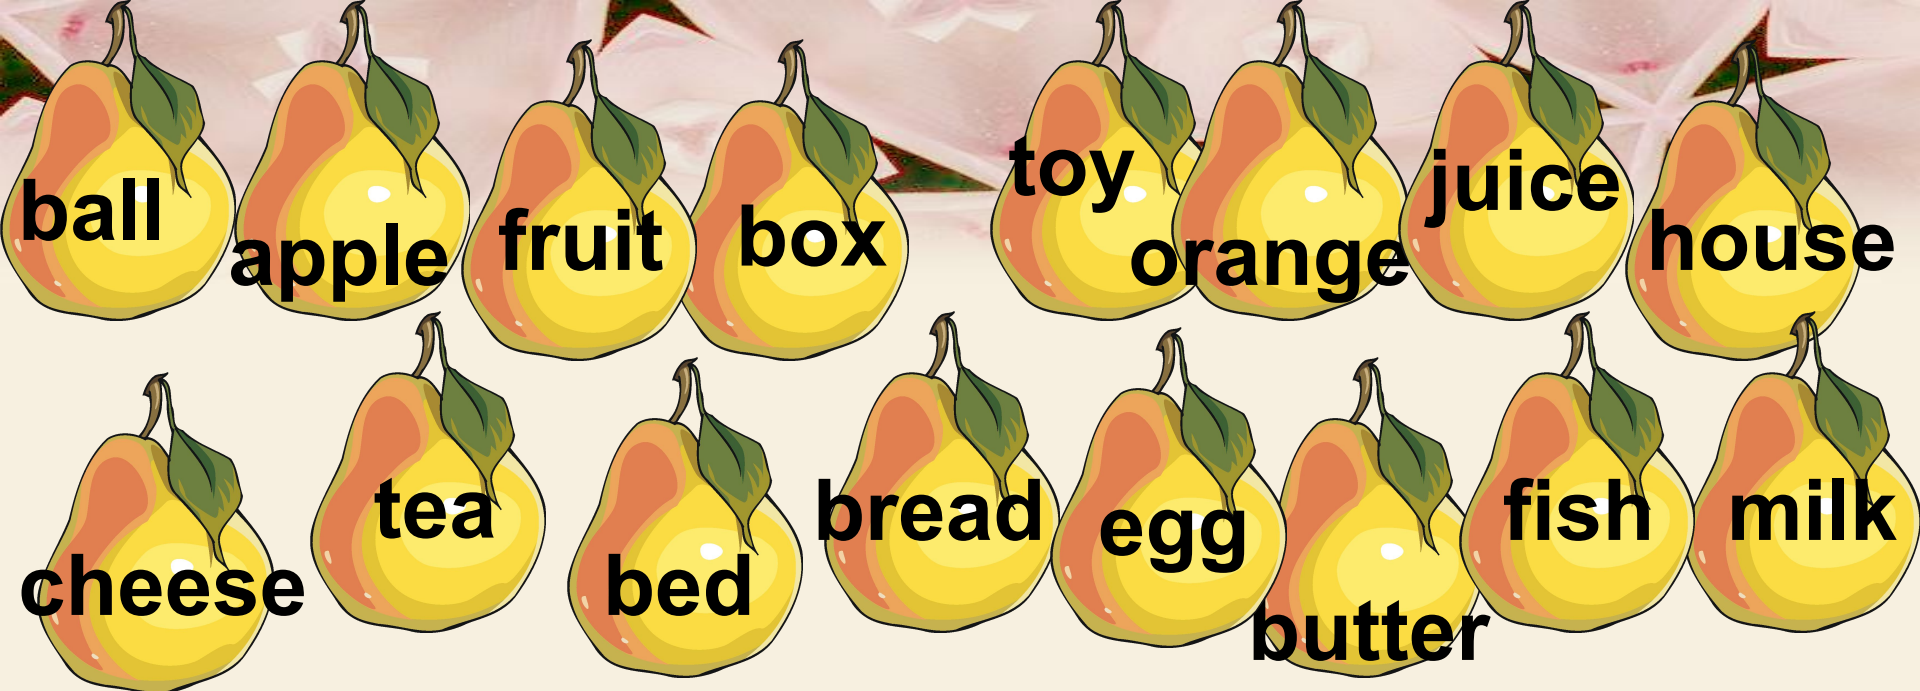 ball
apple
fruit
box
toy
orange
juice
house
cheese
tea
bed
bread
egg
butter
fish
milk